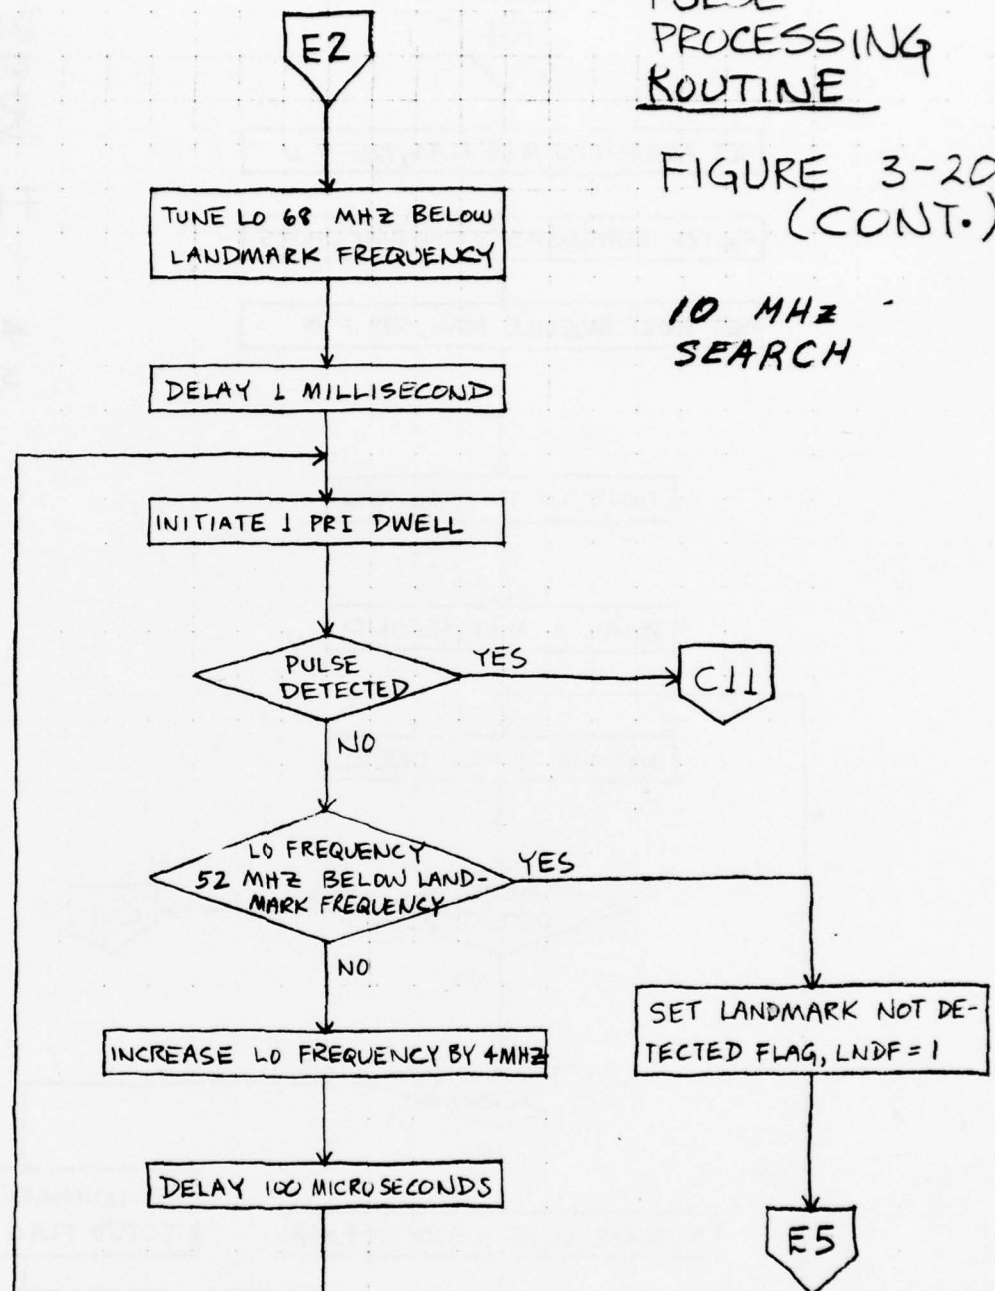 PULSE
PROCESSING
ROUTINE
FIGURE 3-20
(CONT.)
10 MHz
SEARCH
E2
TUNE LO 68 MHZ BELOW
LANDMARK FREQUENCY
DELAY 1 MILLISECOND
INITIATE 1 PRI DWELL
PULSE
DETECTED
YES
C11
NO
LO FREQUENCY
52 MHZ BELOW LAND-
MARK FREQUENCY
YES
NO
SET LANDMARK NOT DE-
TECTED FLAG, LNDF = 1
INCREASE LO FREQUENCY BY 4MHZ
DELAY 100 MICROSECONDS
E5